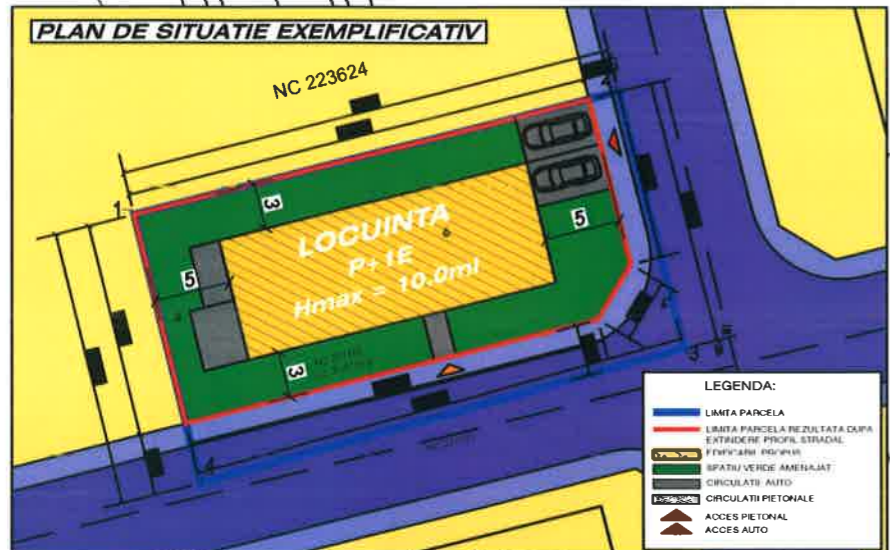 PLAN DE SITUATIE EXEMPLIFICATIV
NC 223624
2
1
3
LOCUINTA
P+1E
Hmax = 10.0ml
5
5
3
3
4
LEGENDA:
LIMITA PARCELA
LIMITA PARCELA REZULTATA DUPA
EXTINDERE PROFIL STRADAL
SPATIU VERDE AMENAJAT
CIRCULATII AUTO
CIRCULATII PIETONALE
ACCES PIETONAL
ACCES AUTO